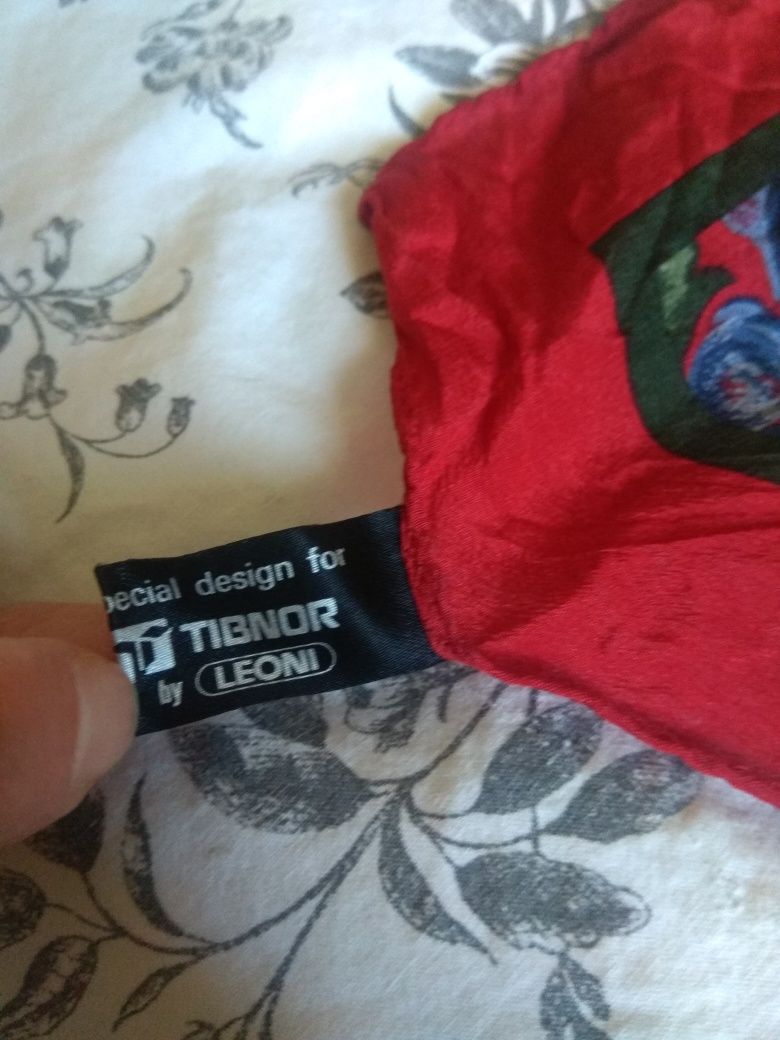 pecial design for
TIBNOR
by LEONI